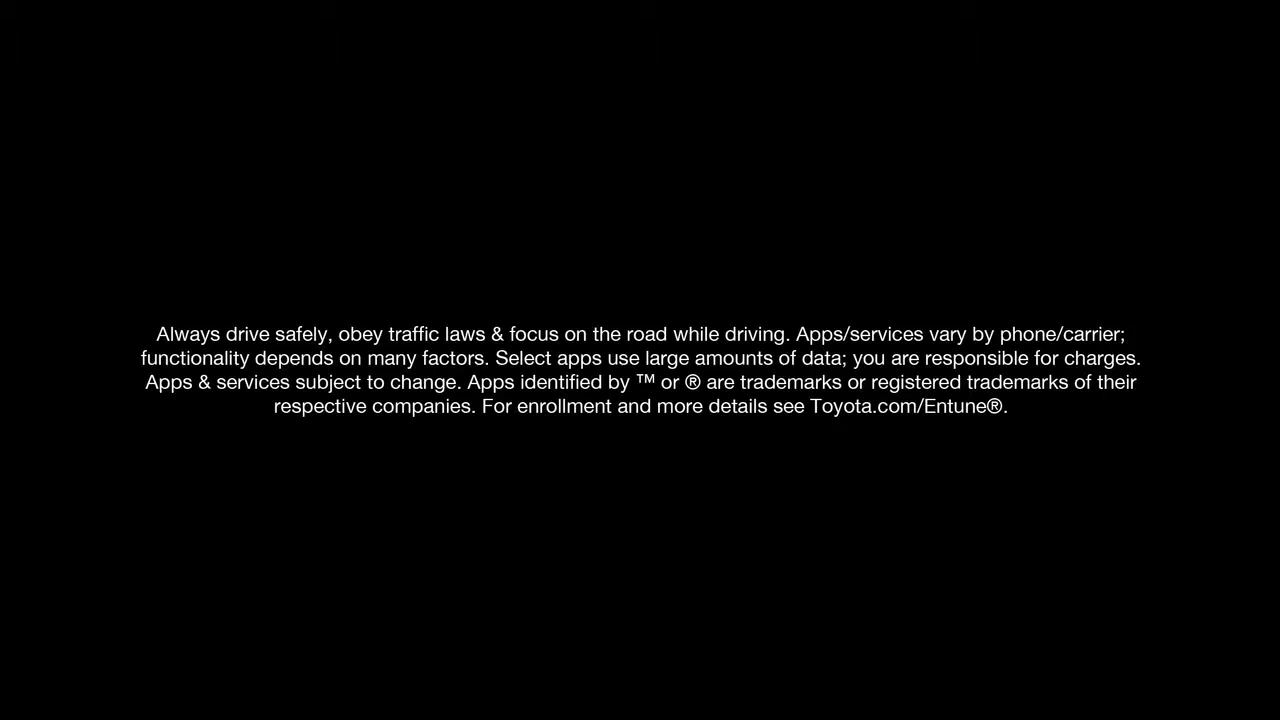 Always drive safely, obey traffic laws & focus on the road while driving. Apps/services vary by phone/carrier;
functionality depends on many factors. Select apps use large amounts of data; you are responsible for charges.
Apps & services subject to change. Apps identified by ™ or ® are trademarks or registered trademarks of their
respective companies. For enrollment and more details see Toyota.com/Entune®.